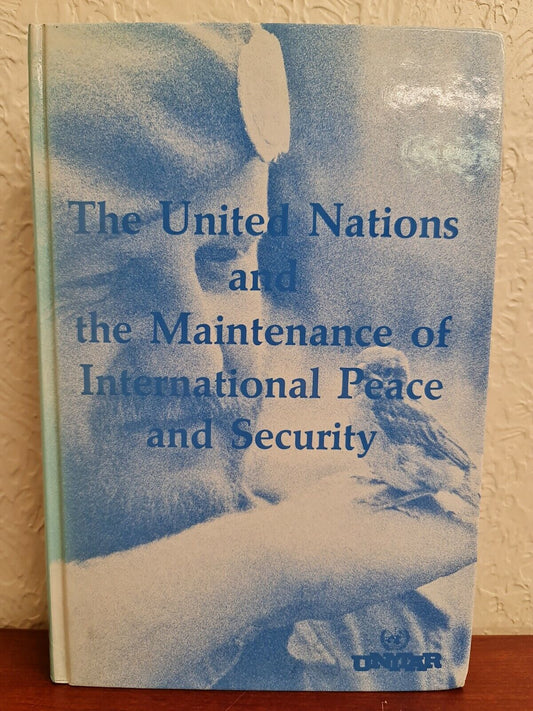 The United Nations
and
the Maintenance of
International Peace
and Security
UNITAR